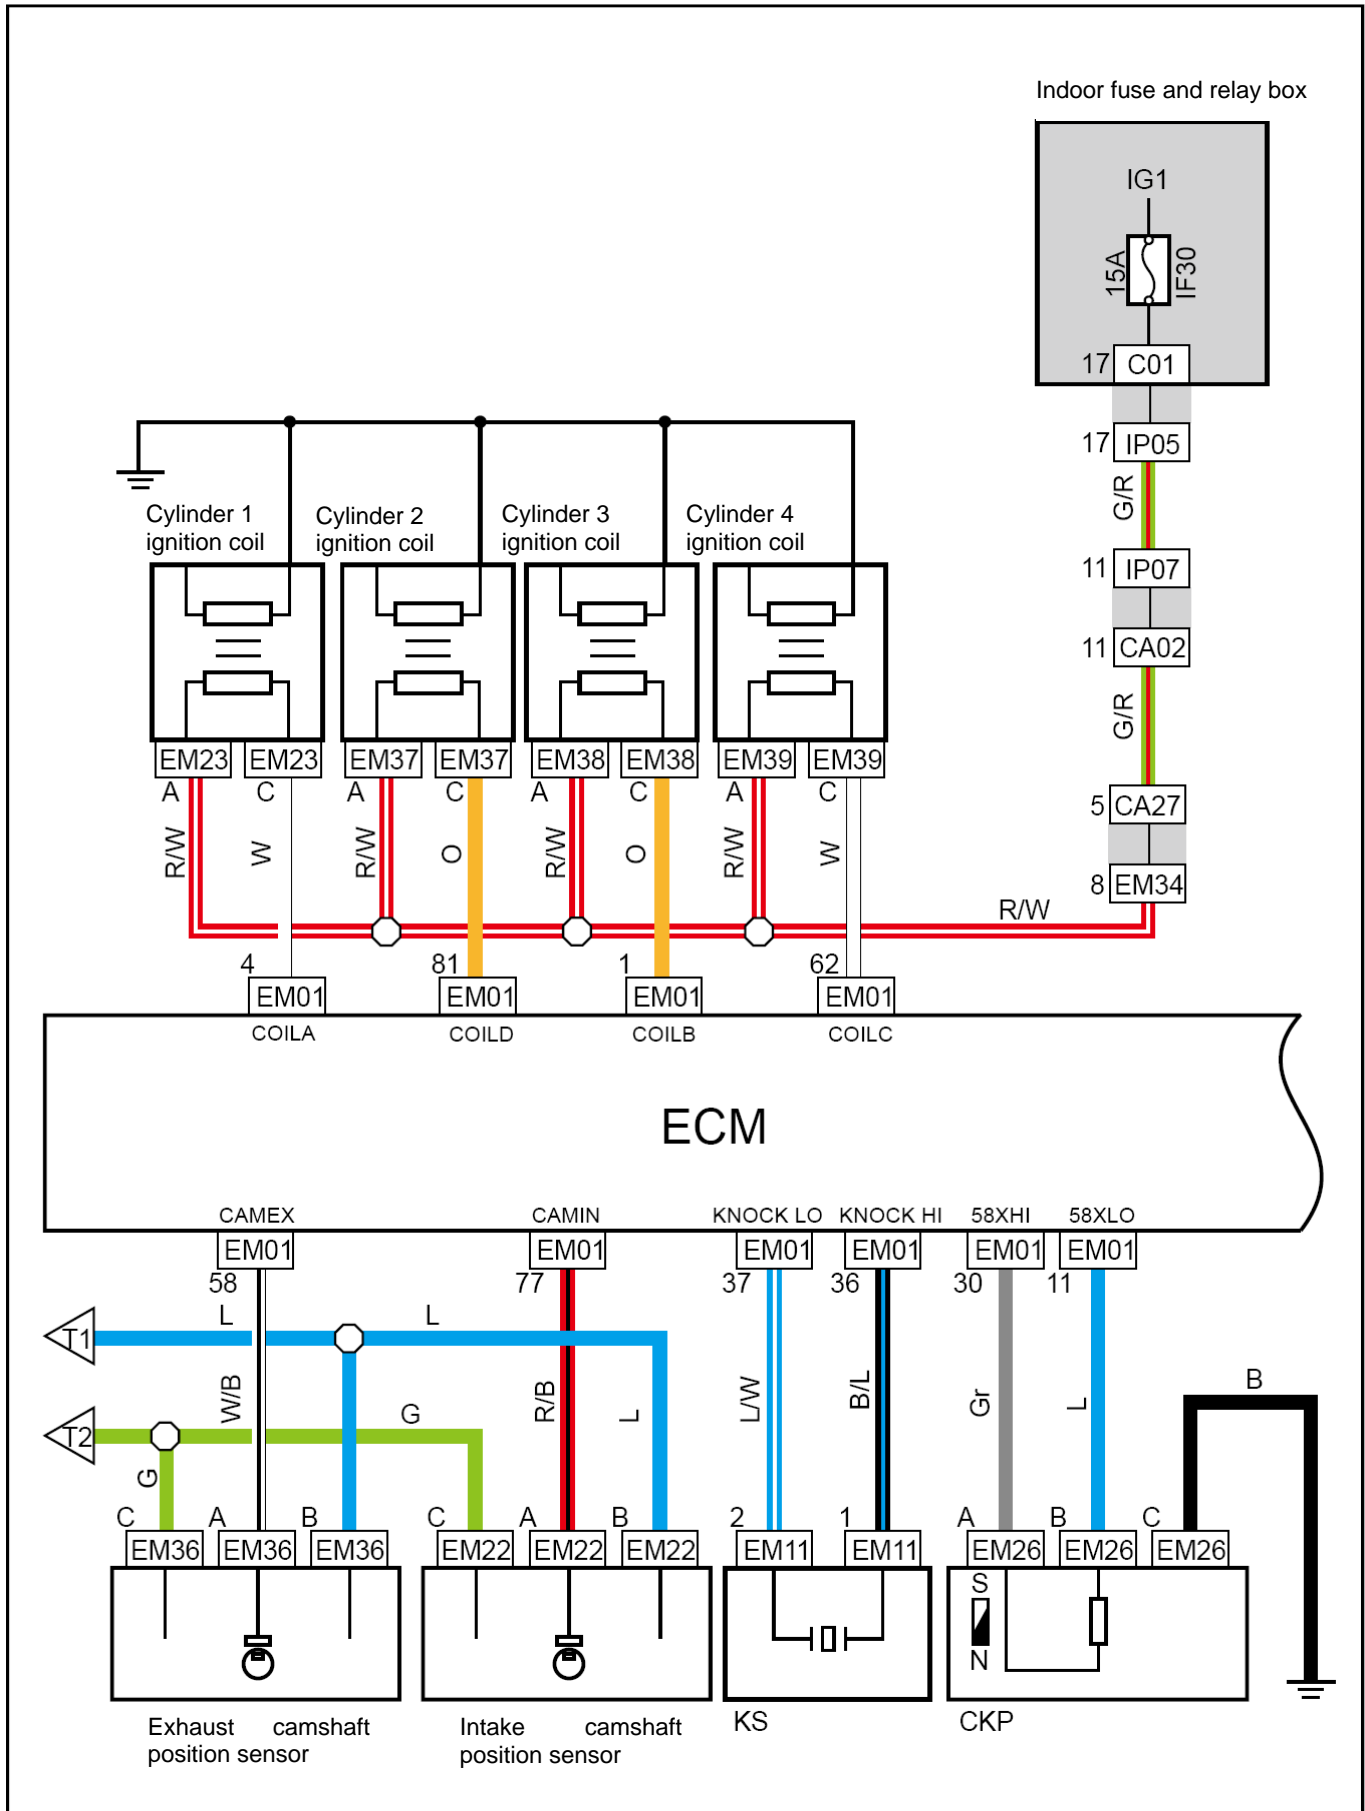 Indoor fuse and relay box
IG1
15A
IF30
17 C01
17 IP05
G/R
11 IP07
11 CA02
G/R
5 CA27
8 EM34
R/W
Cylinder 1
ignition coil
Cylinder 2
ignition coil
Cylinder 3
ignition coil
Cylinder 4
ignition coil
EM23 EM23 EM37 EM37 EM38 EM38 EM39 EM39
A C A C A C A C
R/W W R/W O R/W O R/W W
4 81 1 62
EM01 EM01 EM01 EM01
COILA COILD COILB COILC
ECM
CAMEX CAMIN KNOCK LO KNOCK HI 58XHI 58XLO
EM01 EM01 EM01 EM01 EM01 EM01
58 77 37 36 30 11
T1 L L
W/B R/B L L/W B/L Gr L B
T2 G
G
C A B C A B 2 1 A B C
EM36 EM36 EM36 EM22 EM22 EM22 EM11 EM11 EM26 EM26 EM26
S
N
Exhaust camshaft
position sensor
Intake camshaft
position sensor
KS
CKP